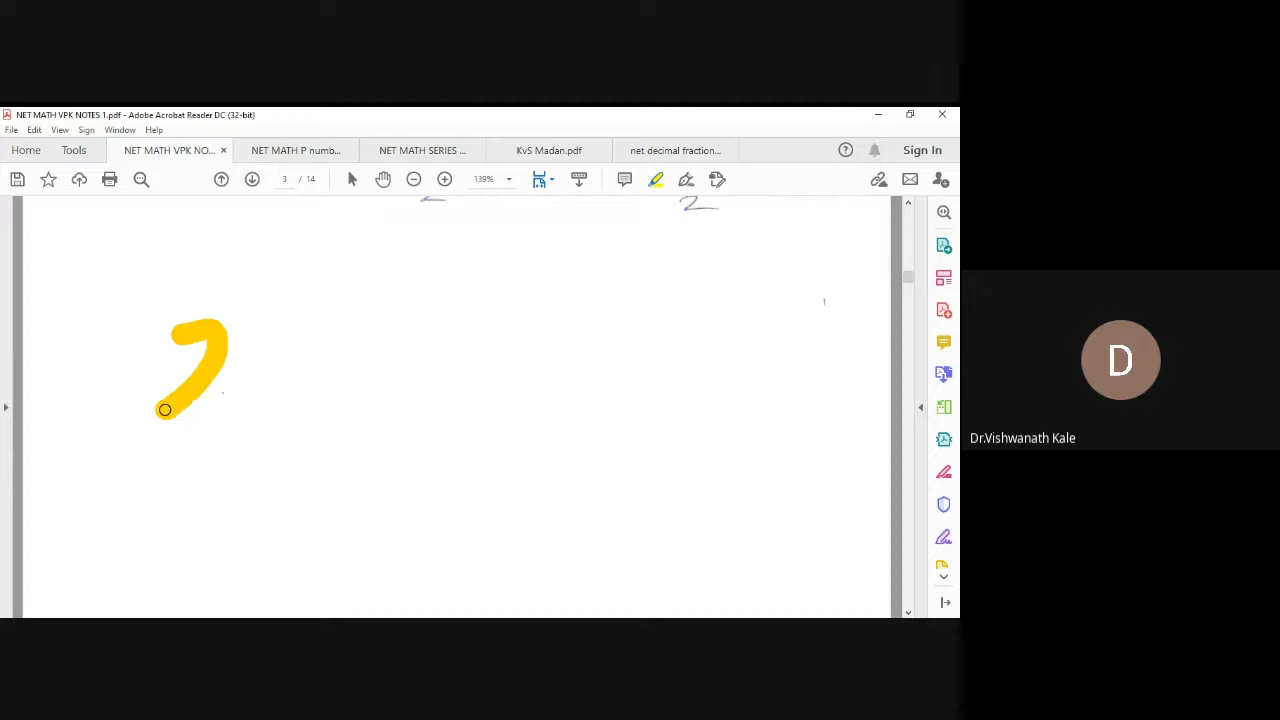 NET MATH VPK NOTES 1.pdf - Adobe Acrobat Reader DC (32-bit)
File Edit View Sign Window Help
Home Tools NET MATH VPK NO... × NET MATH P numb... NET MATH SERIES ... KvS Madan.pdf net decimal fraction... Sign In
3 / 14 139%
2
D
Dr.Vishwanath Kale